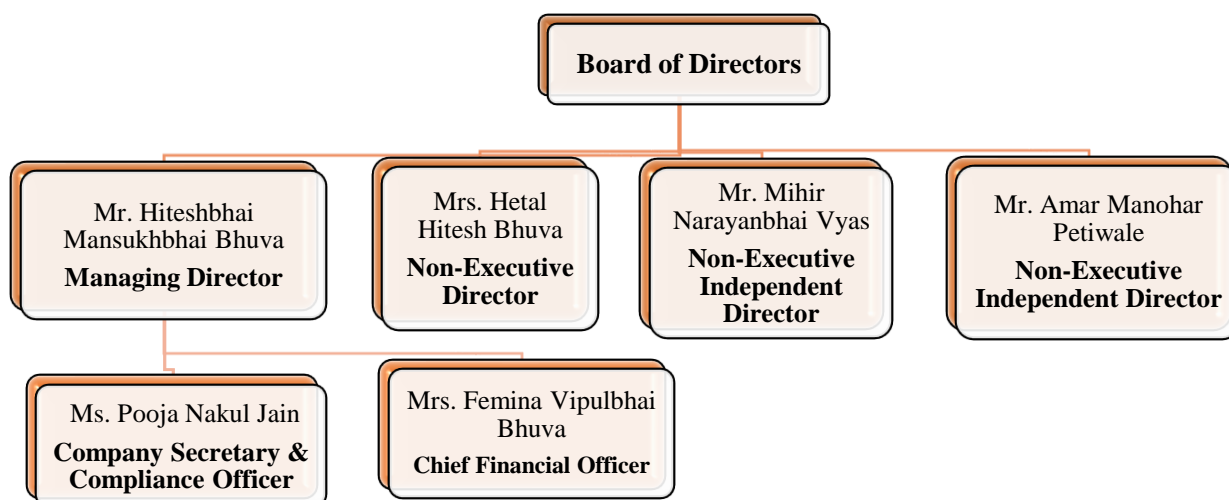 Board of Directors
Mr. Hiteshbhai
Mansukhbhai Bhuva
Managing Director
Mrs. Hetal
Hitesh Bhuva
Non-Executive
Director
Mr. Mihir
Narayanbhai Vyas
Non-Executive
Independent
Director
Mr. Amar Manohar
Petiwale
Non-Executive
Independent Director
Ms. Pooja Nakul Jain
Company Secretary &
Compliance Officer
Mrs. Femina Vipulbhai
Bhuva
Chief Financial Officer